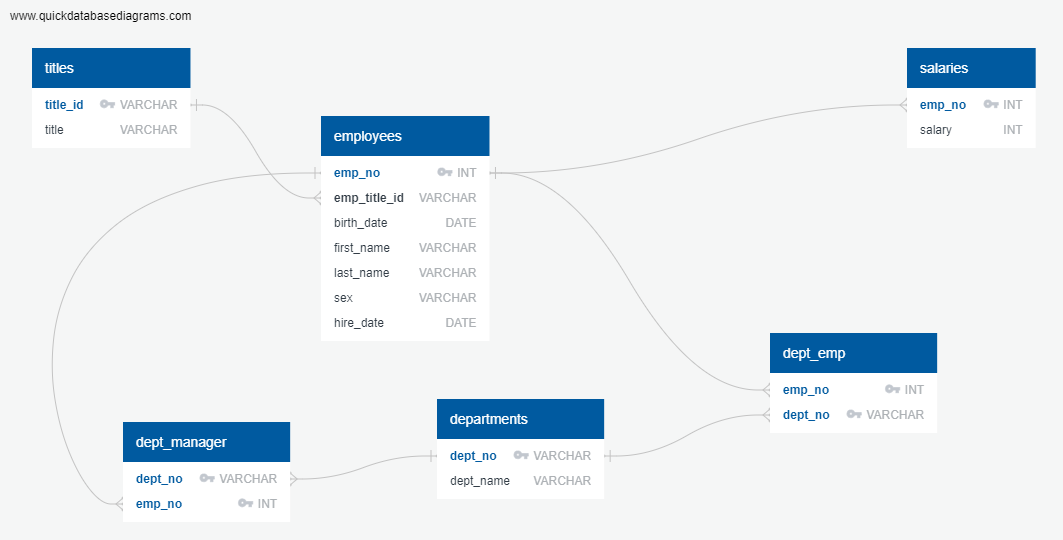 www.quickdatabasediagrams.com
titles
title_id VARCHAR
title VARCHAR
employees
emp_no INT
emp_title_id VARCHAR
birth_date DATE
first_name VARCHAR
last_name VARCHAR
sex VARCHAR
hire_date DATE
salaries
emp_no INT
salary INT
dept_emp
emp_no INT
dept_no VARCHAR
departments
dept_no VARCHAR
dept_name VARCHAR
dept_manager
dept_no VARCHAR
emp_no INT